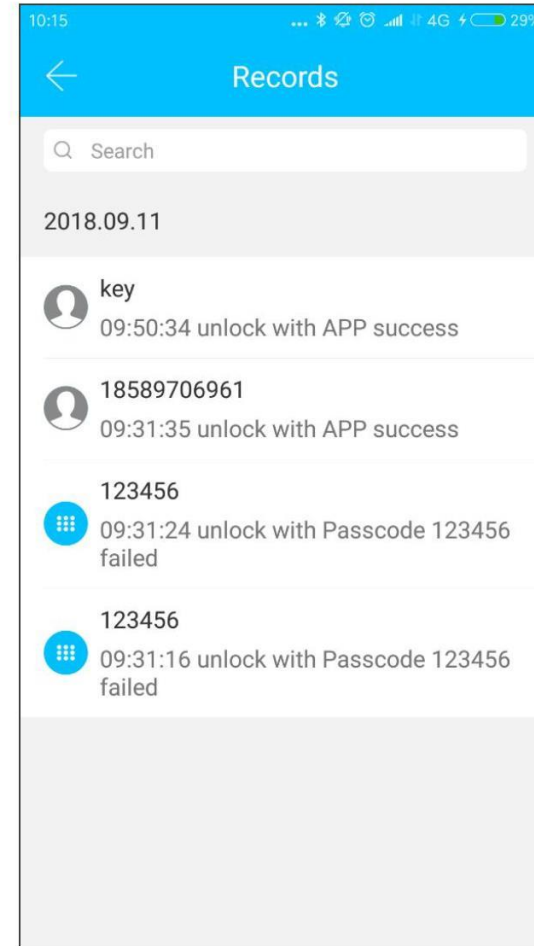 10:15 ... 4G 29%
Records
Search
2018.09.11
key
09:50:34 unlock with APP success
18589706961
09:31:35 unlock with APP success
123456
09:31:24 unlock with Passcode 123456
failed
123456
09:31:16 unlock with Passcode 123456
failed